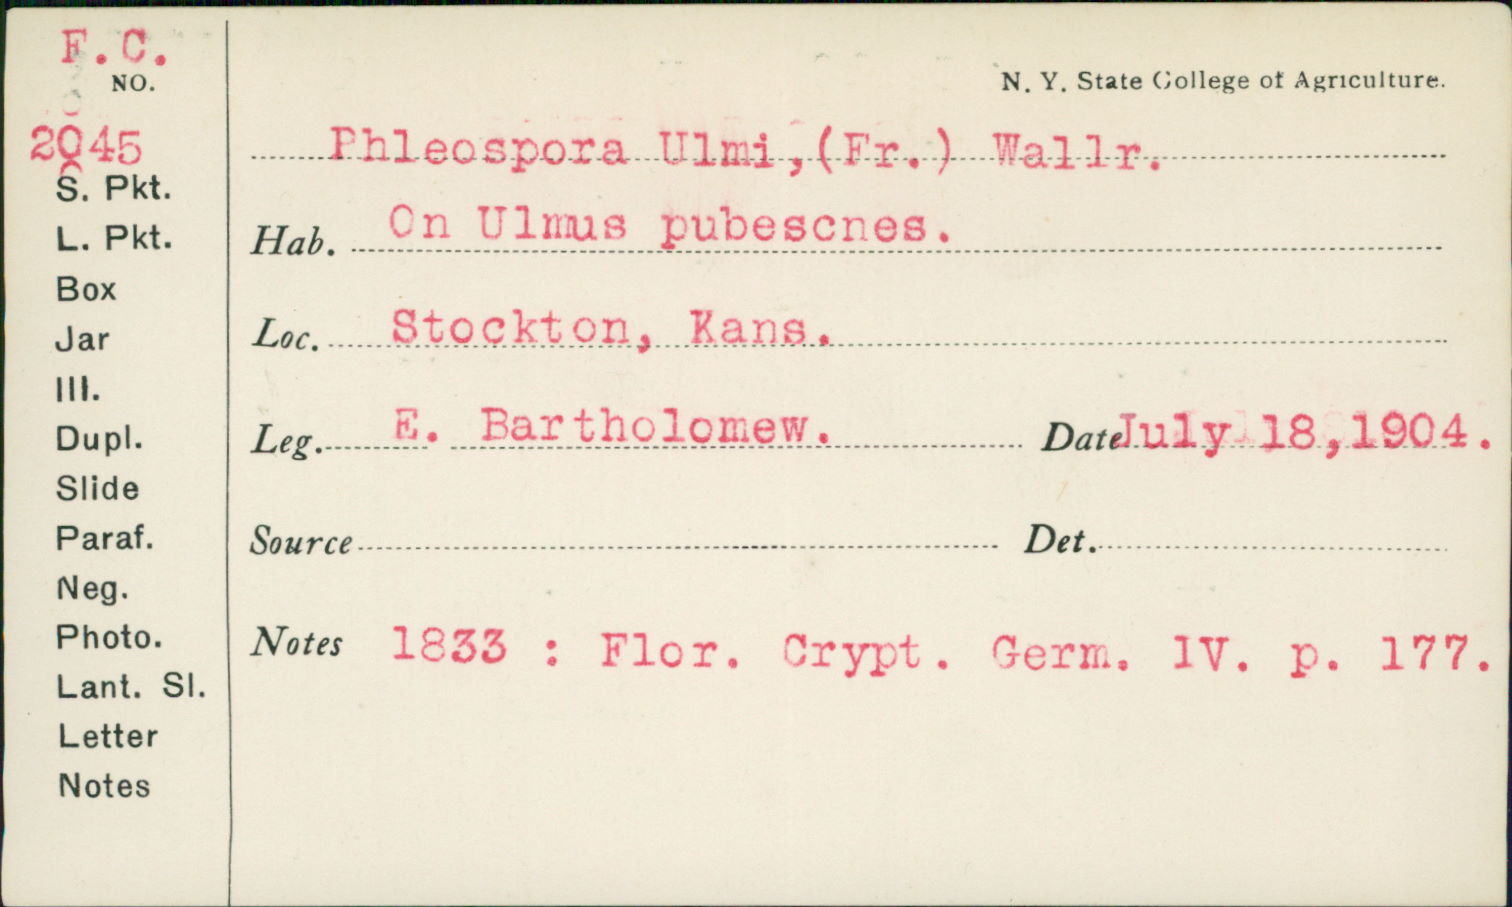 F. C.
NO.
N. Y. State College of Agriculture.
2045
Phleospora Ulmi,(Fr.) Wallr.
S. Pkt.
L. Pkt.
Hab. On Ulmus pubescnes.
Box
Jar
Loc. Stockton, Kans.
Ill.
Dupl.
Leg. E. Bartholomew. Date July 18,1904.
Slide
Paraf.
Source Det.
Neg.
Photo.
Notes 1833 : Flor. Crypt. Germ. IV. p. 177.
Lant. Sl.
Letter
Notes